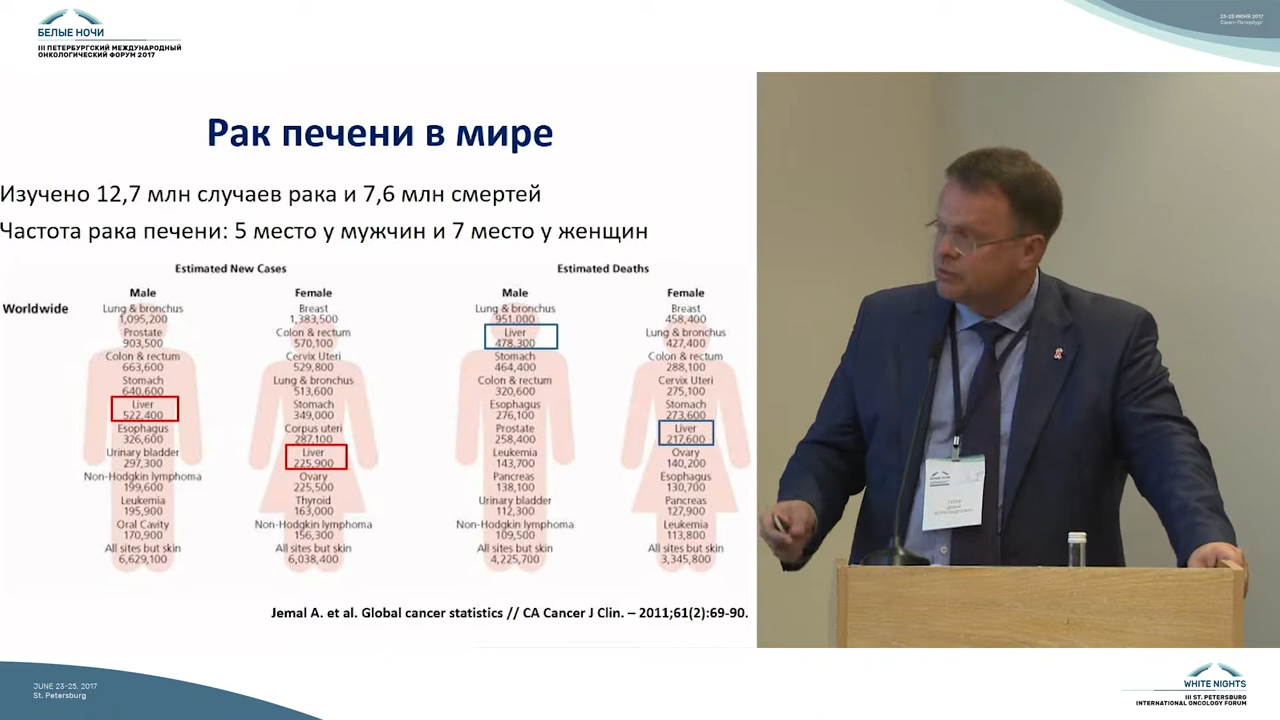 БЕЛЫЕ НОЧИ
III ПЕТЕРБУРГСКИЙ МЕЖДУНАРОДНЫЙ
ОНКОЛОГИЧЕСКИЙ ФОРУМ 2017
23-25 ИЮНЯ 2017
Санкт-Петербург
Рак печени в мире
Изучено 12,7 млн случаев рака и 7,6 млн смертей
Частота рака печени: 5 место у мужчин и 7 место у женщин
Estimated New Cases
Estimated Deaths
Worldwide
Male
Lung & bronchus
1,095,200
Prostate
903,500
Colon & rectum
663,600
Stomach
640,600
Liver
522,400
Esophagus
326,600
Urinary bladder
297,300
Non-Hodgkin lymphoma
199,600
Leukemia
195,900
Oral Cavity
170,900
All sites but skin
6,629,100
Female
Breast
1,383,500
Colon & rectum
570,100
Cervix Uteri
529,800
Lung & bronchus
513,600
Stomach
349,000
Corpus uteri
287,100
Liver
225,900
Ovary
225,500
Thyroid
163,000
Non-Hodgkin lymphoma
156,300
All sites but skin
6,038,400
Male
Lung & bronchus
951,000
Liver
478,300
Stomach
464,400
Colon & rectum
320,600
Esophagus
276,100
Prostate
258,400
Leukemia
143,700
Pancreas
138,100
Urinary bladder
112,300
Non-Hodgkin lymphoma
109,500
All sites but skin
4,225,700
Female
Breast
458,400
Lung & bronchus
427,400
Colon & rectum
288,100
Cervix Uteri
275,100
Stomach
273,600
Liver
217,600
Ovary
140,200
Esophagus
130,700
Pancreas
127,900
Leukemia
113,800
All sites but skin
3,345,800
Jemal A. et al. Global cancer statistics // CA Cancer J Clin. – 2011;61(2):69-90.
JUNE 23-25, 2017
St. Petersburg
WHITE NIGHTS
III ST. PETERSBURG
INTERNATIONAL ONCOLOGY FORUM